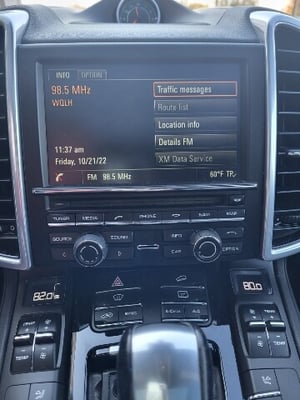 INFO OPTION
98.5 MHz
WQLH
Traffic messages
Route list
Location info
Details FM
XM Data Service
11:37 am
Friday, 10/21/22
FM 98.5 MHz
60°F
TUNER MEDIA PHONE NAV MAP
SOURCE SOUND INFO
CAR OPTION
82.0
80.0